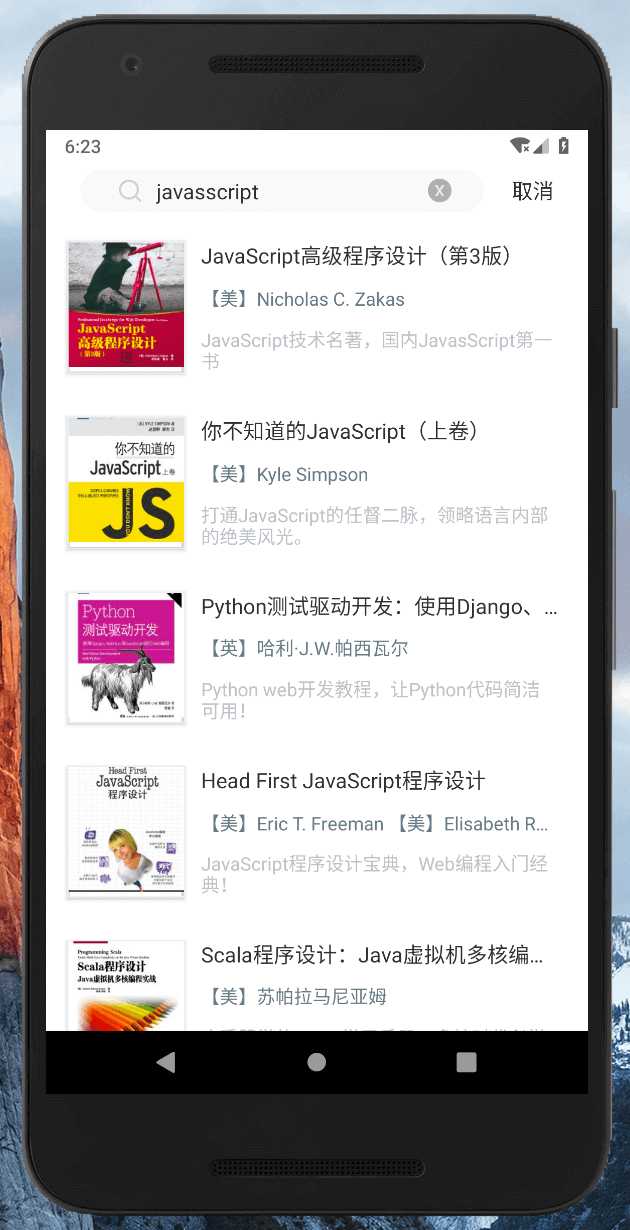 6:23
javasscript
取消
JavaScript高级程序设计（第3版）
【美】Nicholas C. Zakas
JavaScript技术名著，国内JavasScript第一
书
JavaScript
高级程序设计
（第3版）
你不知道的JavaScript（上卷）
【美】Kyle Simpson
打通JavaScript的任督二脉，领略语言内部
的绝美风光。
[美] KYLE SIMPSON 著
你不知道的
JavaScript 上卷
JS
YOU DON'T KNOW
Python测试驱动开发：使用Django、...
【英】哈利·J.W.帕西瓦尔
Python web开发教程，让Python代码简洁
可用！
Python
测试驱动开发
Head First JavaScript程序设计
【美】Eric T. Freeman 【美】Elisabeth R...
JavaScript程序设计宝典，Web编程入门经
典！
Head First
JavaScript
程序设计
Scala程序设计：Java虚拟机多核编...
【美】苏帕拉马尼亚姆
Programming Scala
Scala程序设计
Java虚拟机多核编程实战